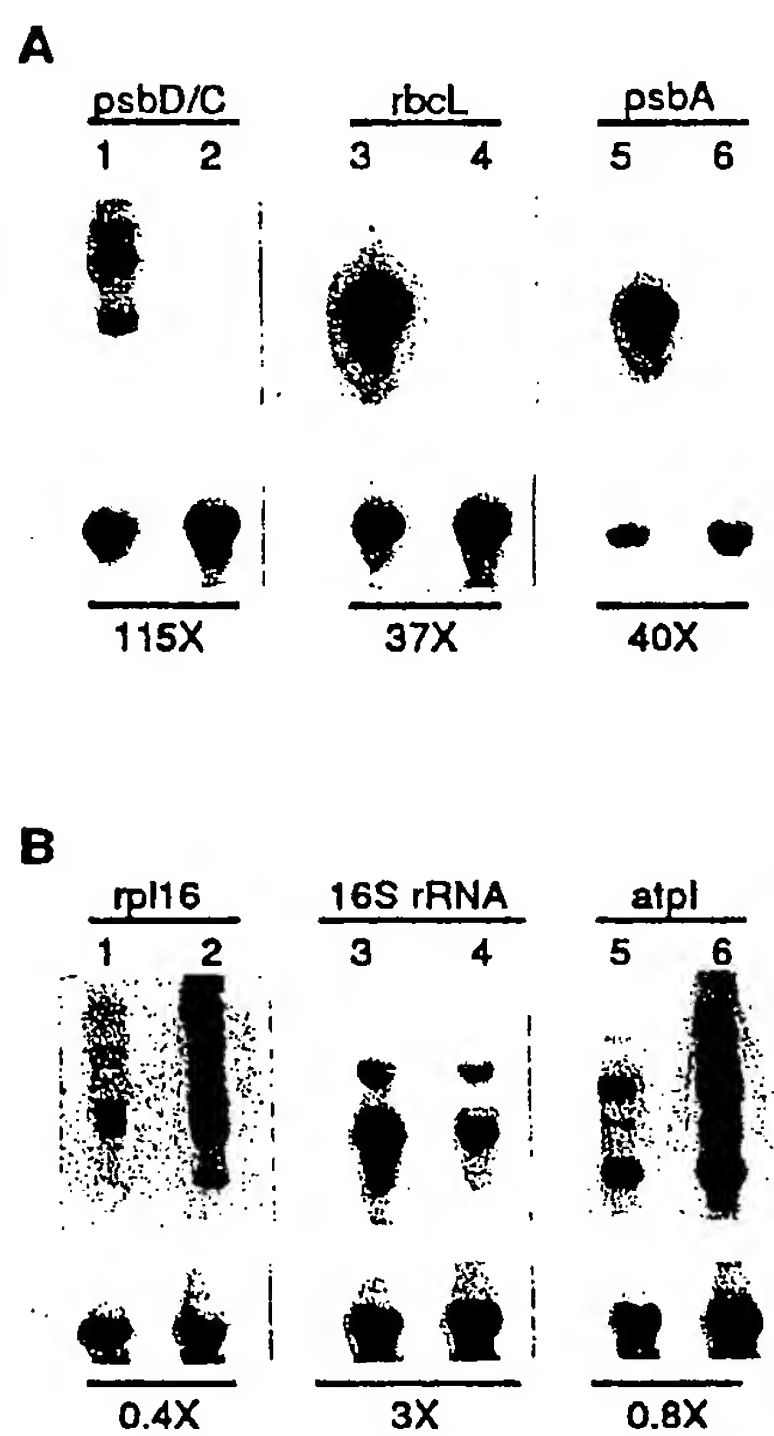 A
psbD/C rbcL psbA
1 2 3 4 5 6
115X 37X 40X
B
rpl16 16S rRNA atpI
1 2 3 4 5 6
0.4X 3X 0.8X